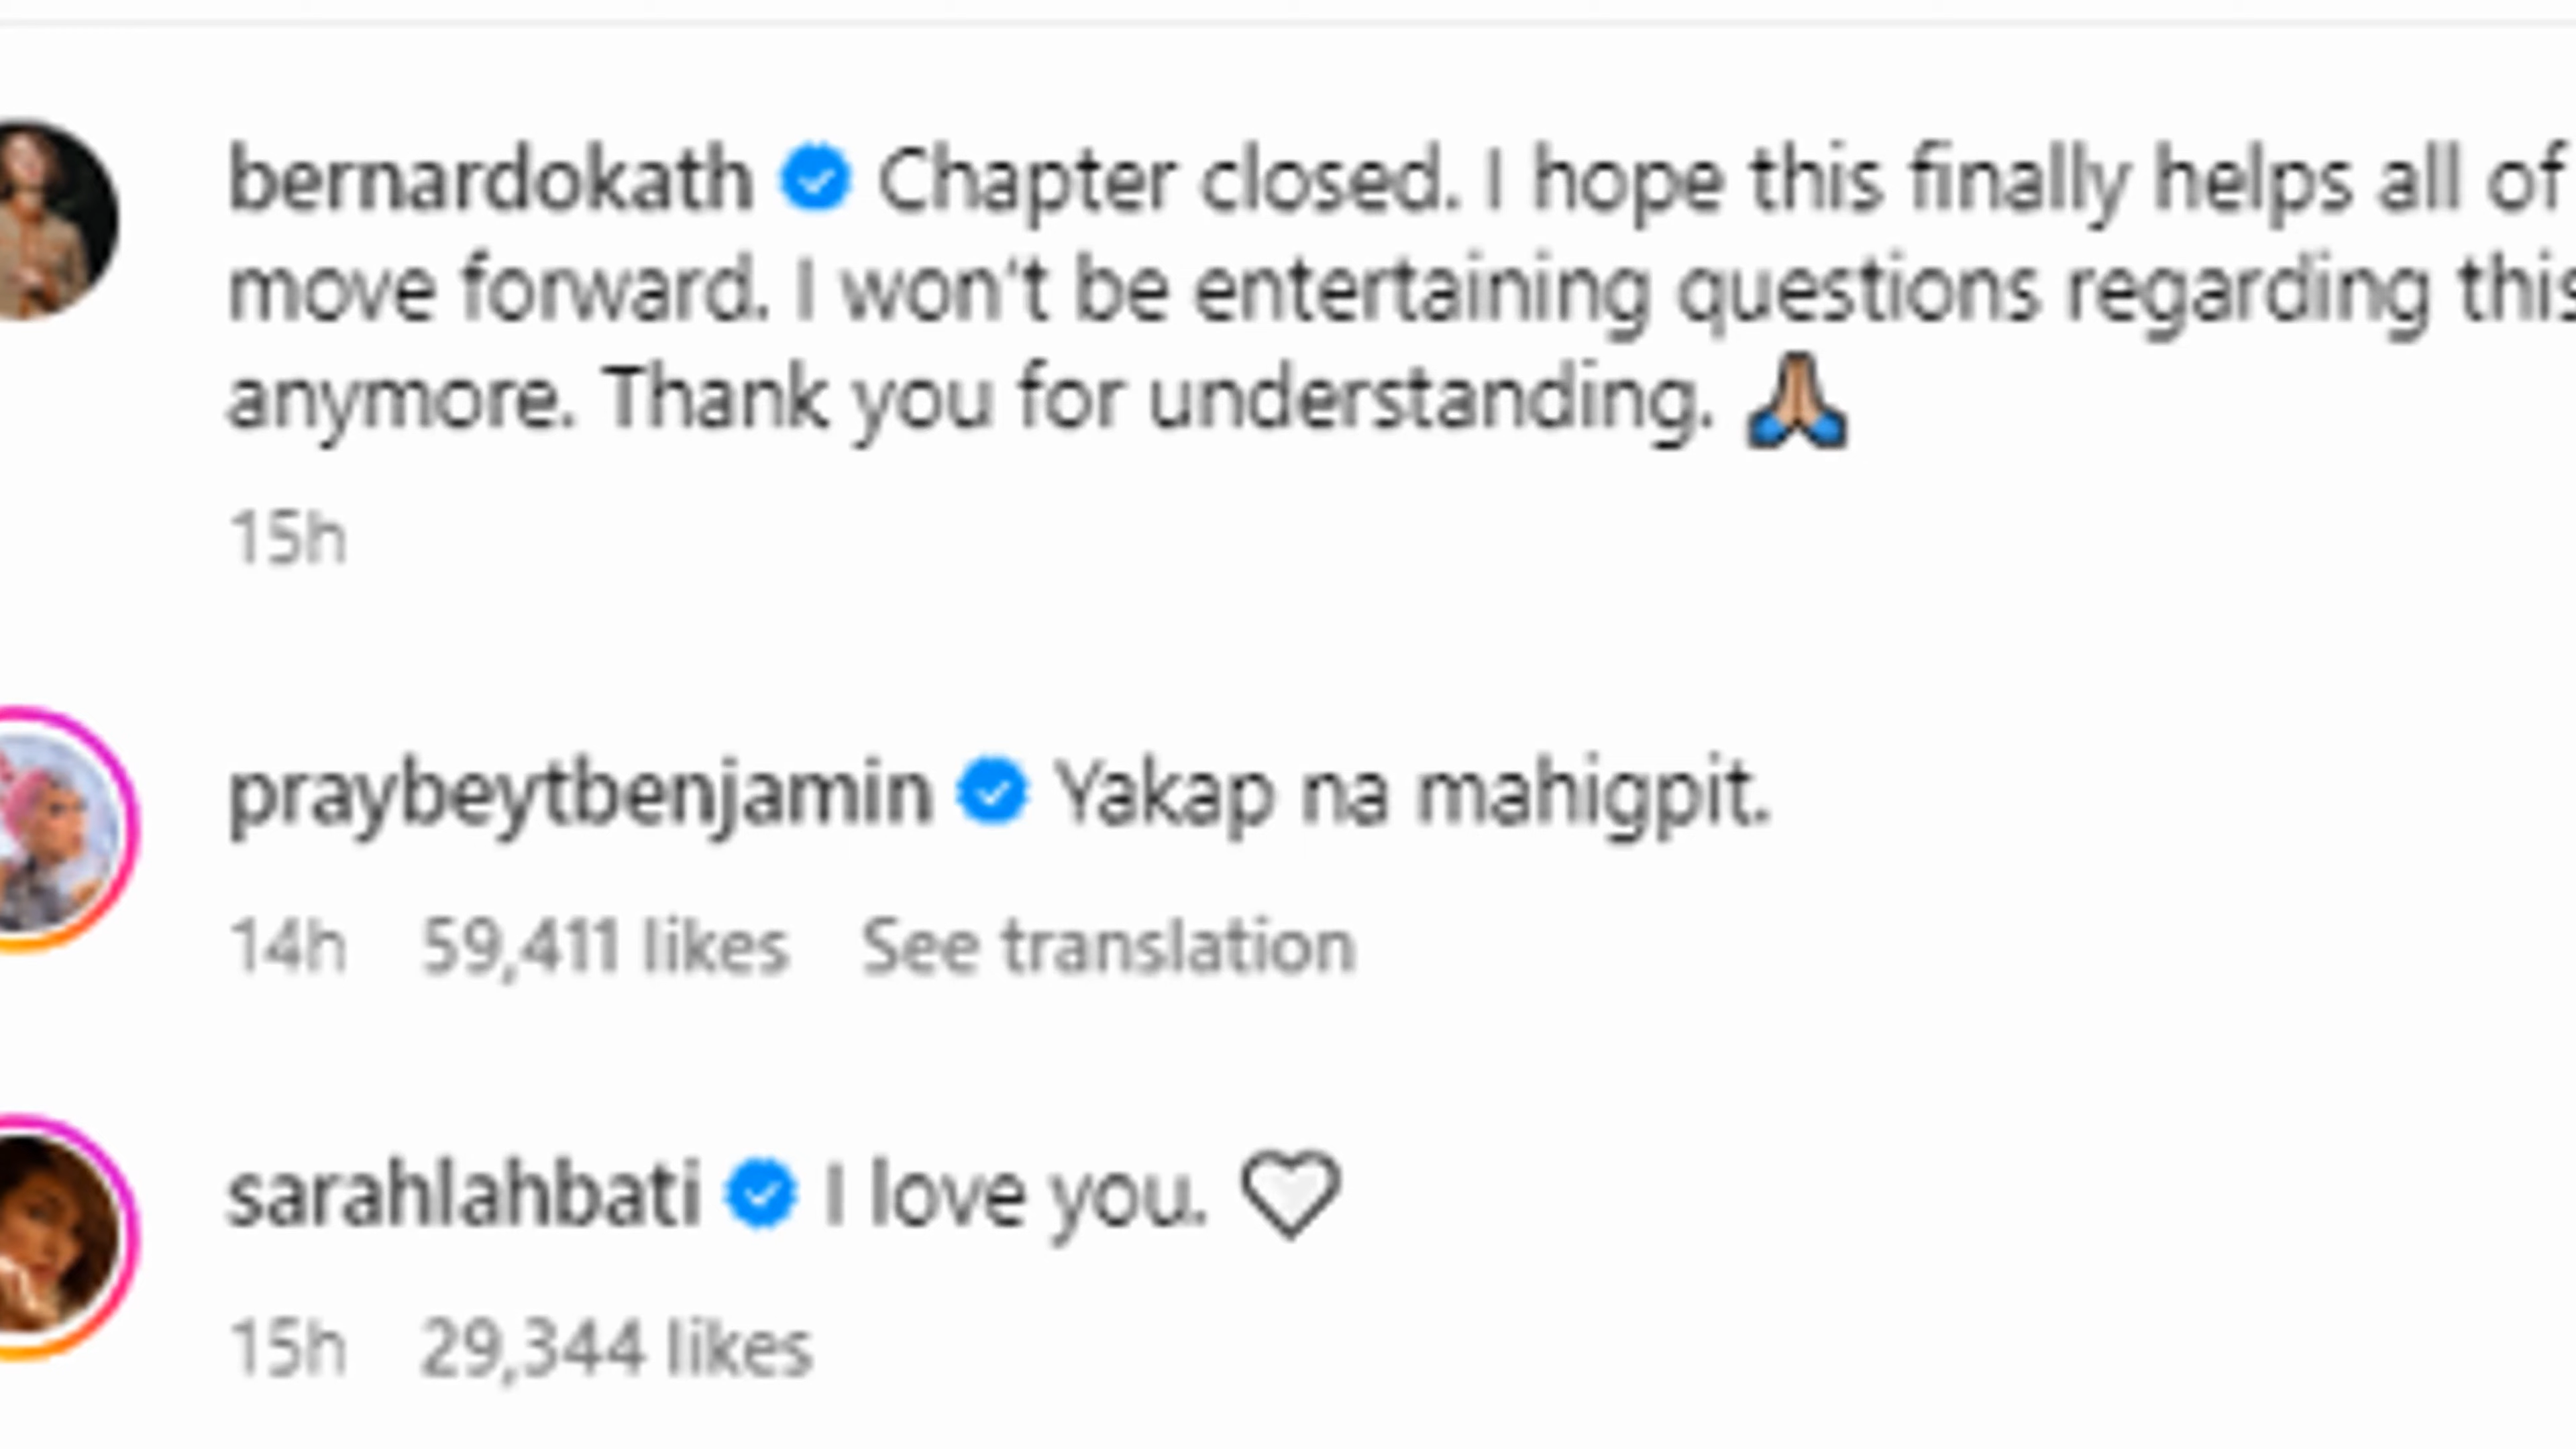 bernardokath Chapter closed. I hope this finally helps all of
move forward. I won't be entertaining questions regarding this
anymore. Thank you for understanding. 🙏🏽
15h
praybeytbenjamin Yakap na mahigpit.
14h 59,411 likes See translation
sarahlahbati I love you. 🤍
15h 29,344 likes